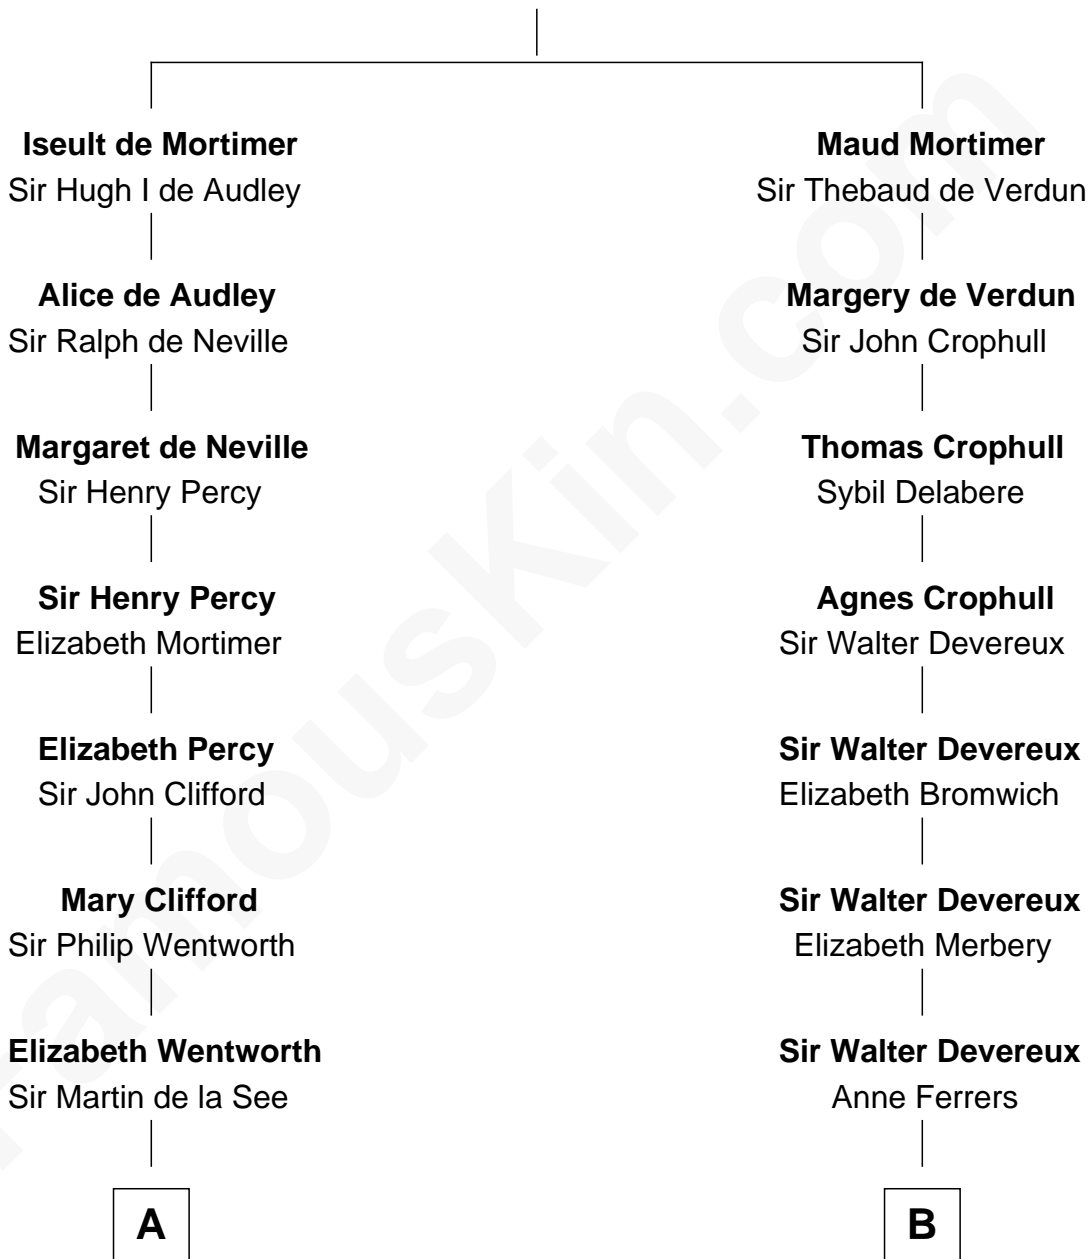 Iseult de Mortimer
Sir Hugh I de Audley
Alice de Audley
Sir Ralph de Neville
Margaret de Neville
Sir Henry Percy
Sir Henry Percy
Elizabeth Mortimer
Elizabeth Percy
Sir John Clifford
Mary Clifford
Sir Philip Wentworth
Elizabeth Wentworth
Sir Martin de la See
A
Maud Mortimer
Sir Thebaud de Verdun
Margery de Verdun
Sir John Crophull
Thomas Crophull
Sybil Delabere
Agnes Crophull
Sir Walter Devereux
Sir Walter Devereux
Elizabeth Bromwich
Sir Walter Devereux
Elizabeth Merbery
Sir Walter Devereux
Anne Ferrers
B
FamousKin.com